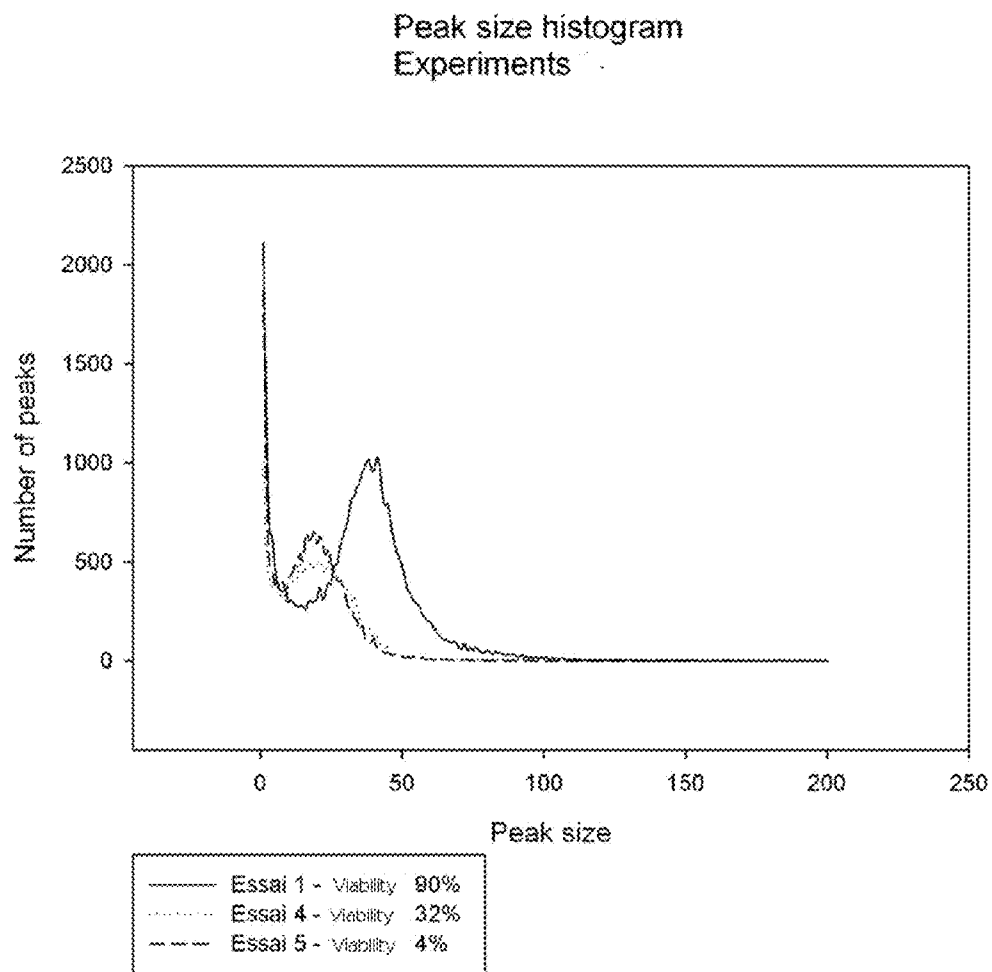 Peak size histogram
Experiments
2500
2000
1500
1000
500
0
Number of peaks
0 50 100 150 200 250
Peak size
Essai 1 - Viability 90%
Essai 4 - Viability 32%
Essai 5 - Viability 4%